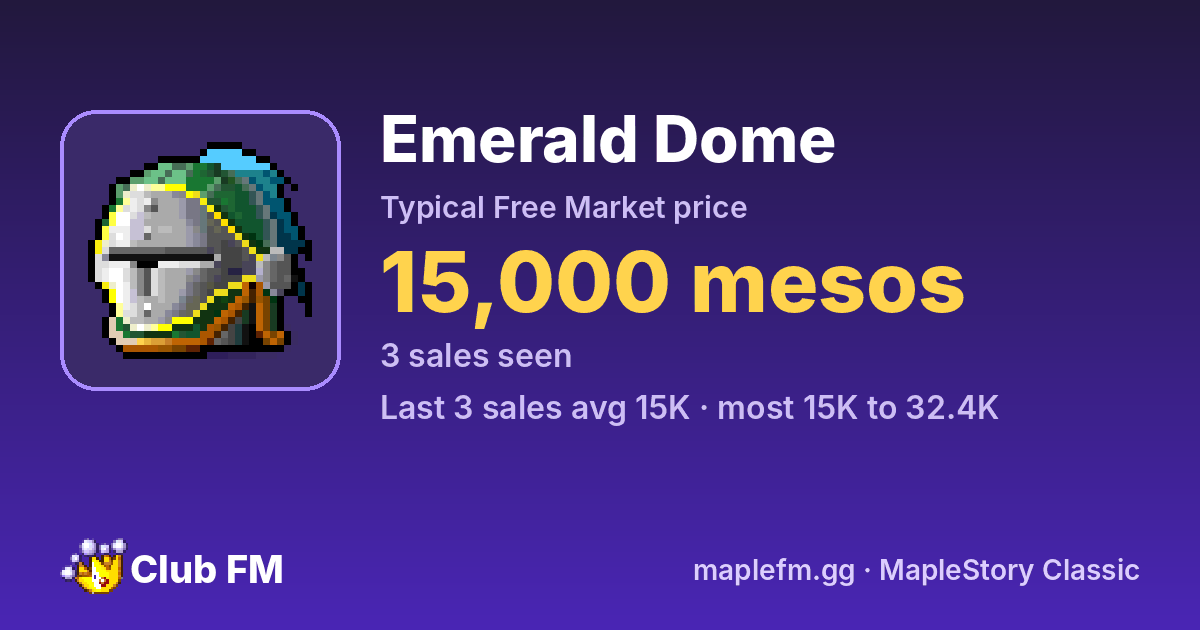 Emerald Dome
Typical Free Market price
15,000 mesos
3 sales seen
Last 3 sales avg 15K · most 15K to 32.4K
Club FM
maplefm.gg · MapleStory Classic